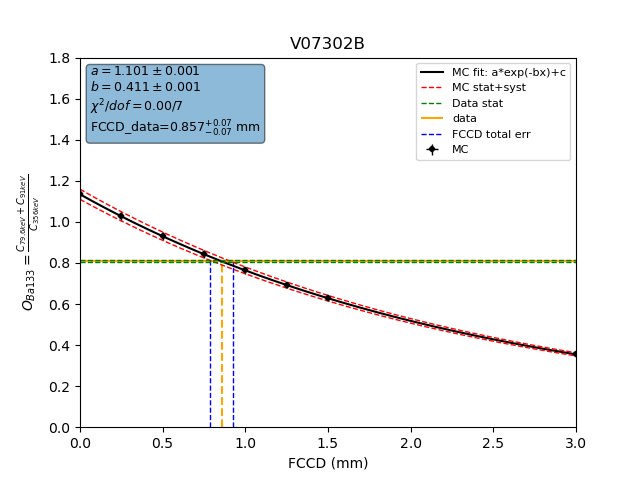 V07302B
a = 1.101 ± 0.001
b = 0.411 ± 0.001
χ²/dof = 0.00/7
FCCD_data=0.857 +0.07 −0.07 mm
MC fit: a*exp(-bx)+c
MC stat+syst
Data stat
data
FCCD total err
MC
O_Ba133 = (C_79.6keV + C_91keV) / C_356keV
1.8
1.6
1.4
1.2
1.0
0.8
0.6
0.4
0.2
0.0
0.0 0.5 1.0 1.5 2.0 2.5 3.0
FCCD (mm)